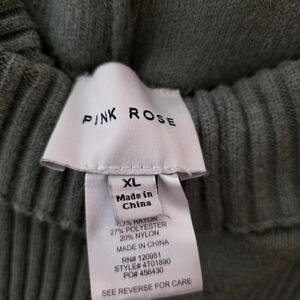 PINK ROSE
XL
Made in
China
53% RAYON
27% POLYESTER
20% NYLON
MADE IN CHINA
RN# 120951
STYLE# 4T01890
PO# 456430
SEE REVERSE FOR CARE